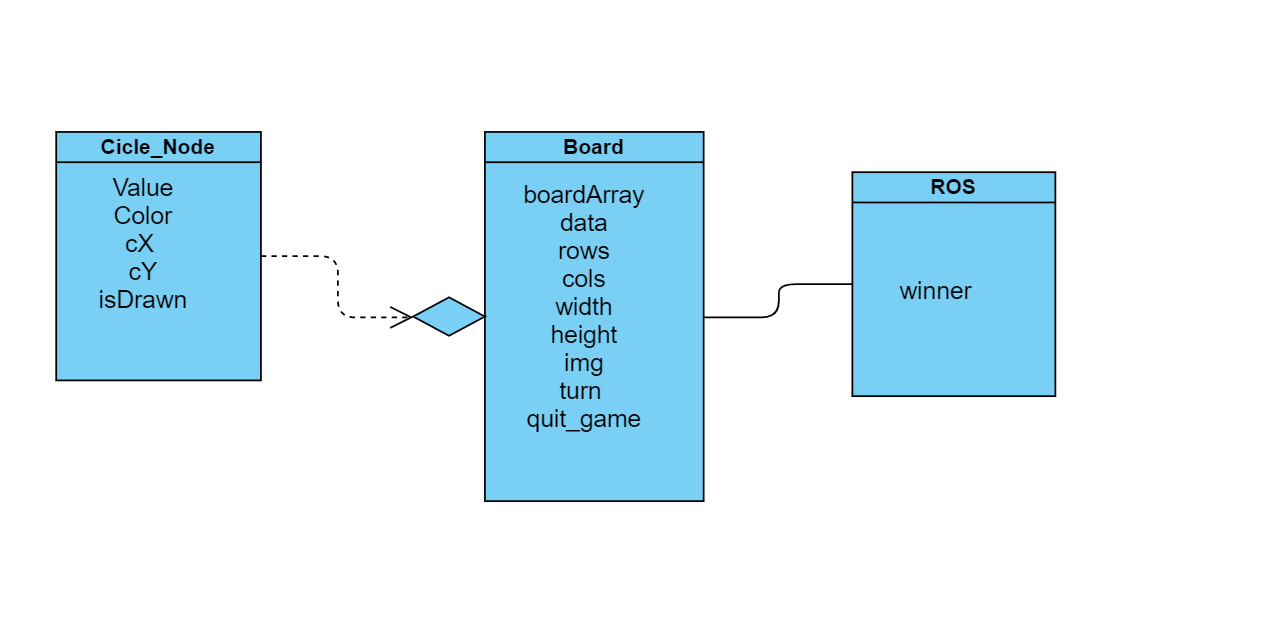 Cicle_Node
Value
Color
cX
cY
isDrawn
Board
boardArray
data
rows
cols
width
height
img
turn
quit_game
ROS
winner